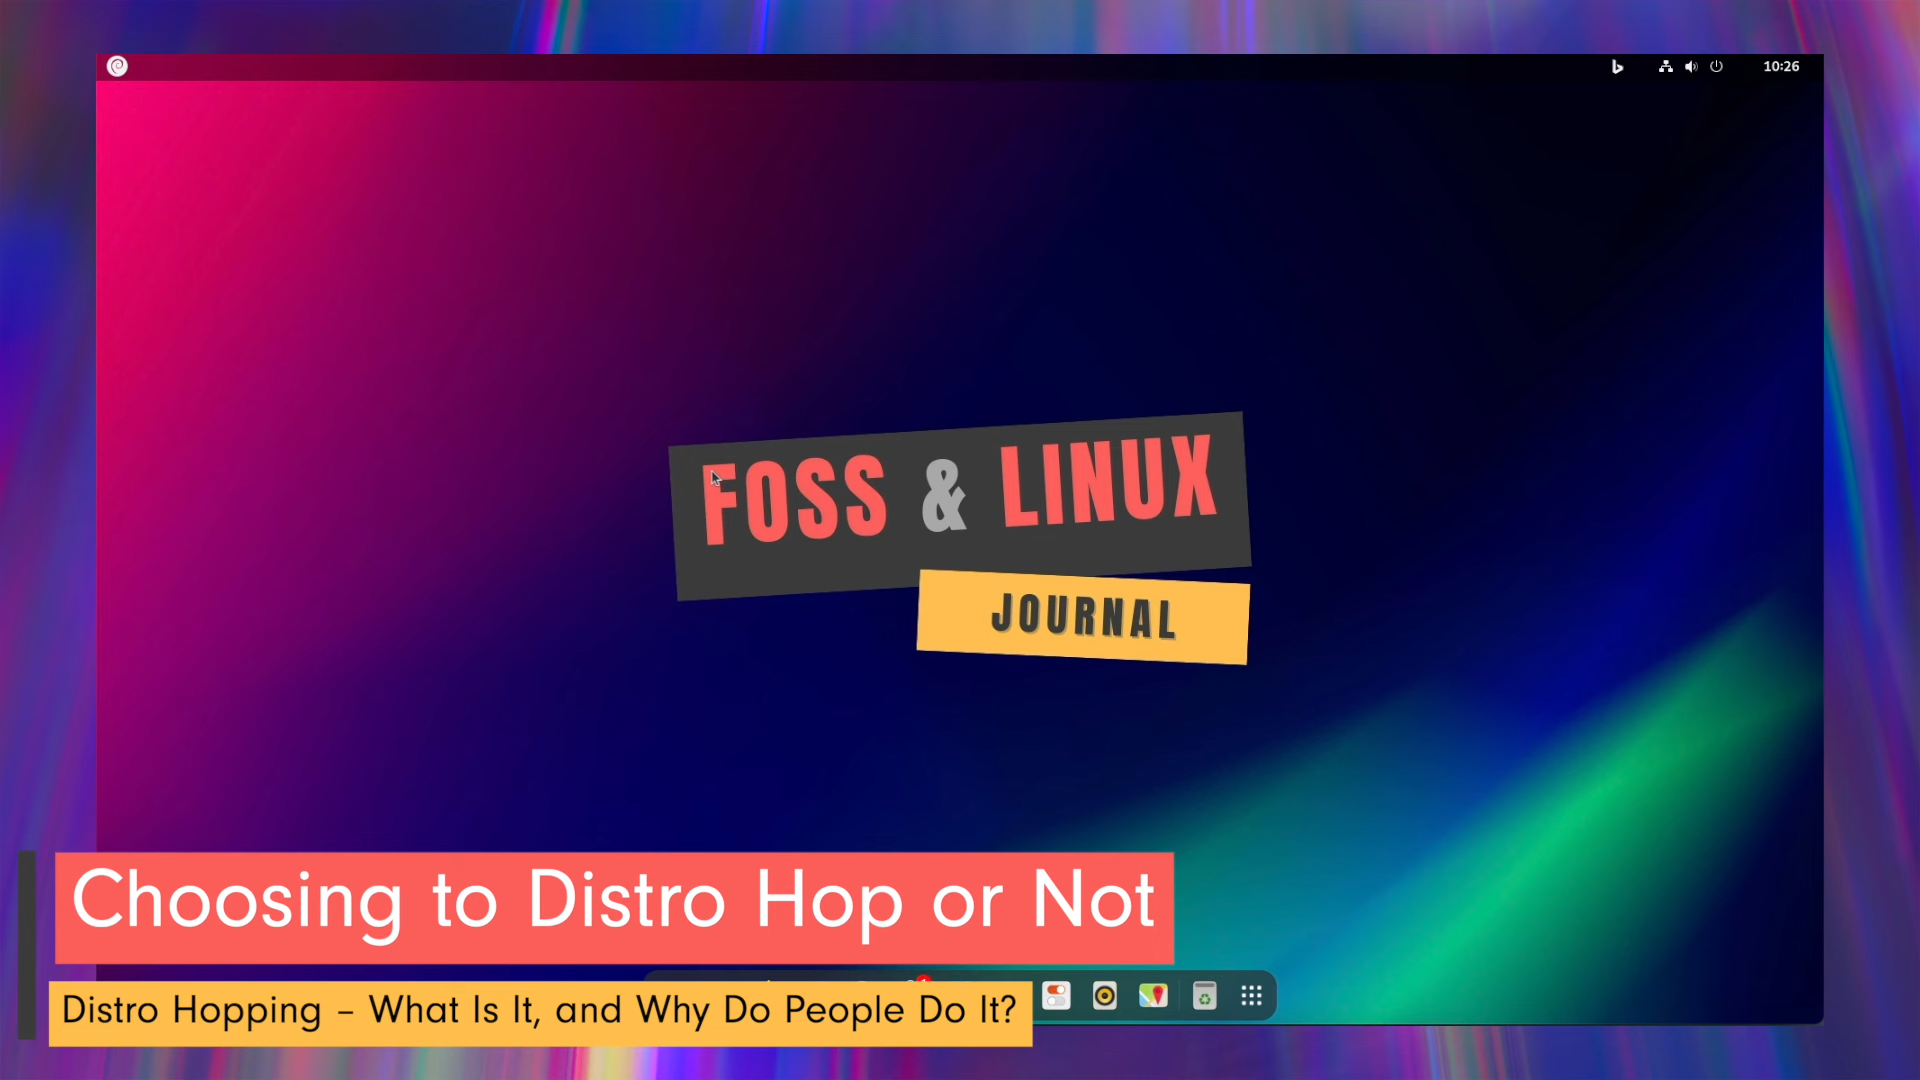 10:26
FOSS & LINUX
JOURNAL
Choosing to Distro Hop or Not
Distro Hopping – What Is It, and Why Do People Do It?